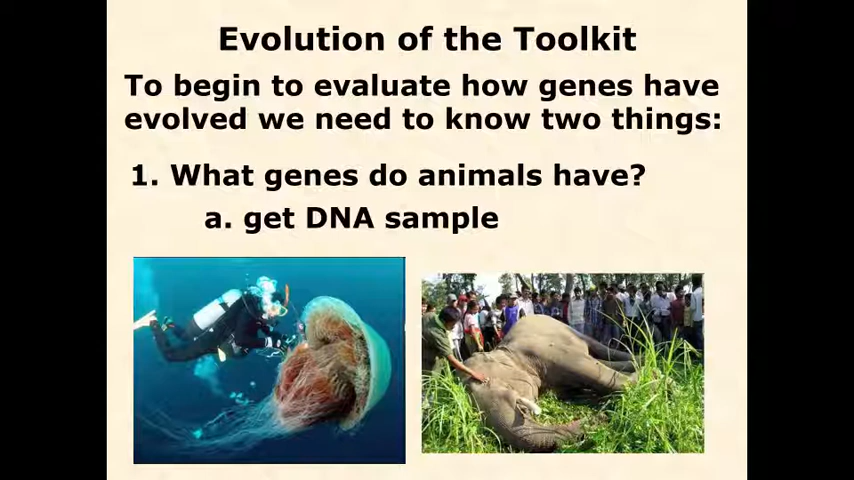 Evolution of the Toolkit
To begin to evaluate how genes have
evolved we need to know two things:
1. What genes do animals have?
a. get DNA sample